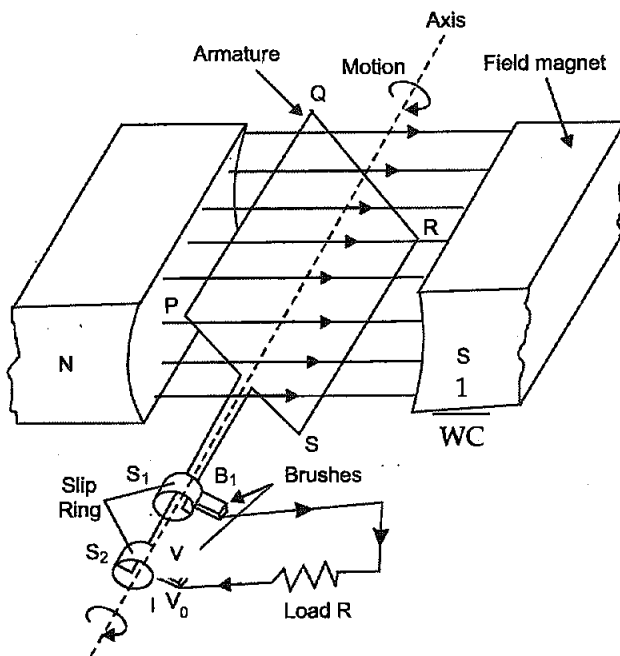 Axis
Armature
Motion
Field magnet
Q
R
P
N
S
1
WC
S
S₁
B₁
Brushes
Slip
Ring
S₂
V
I
V₀
Load R